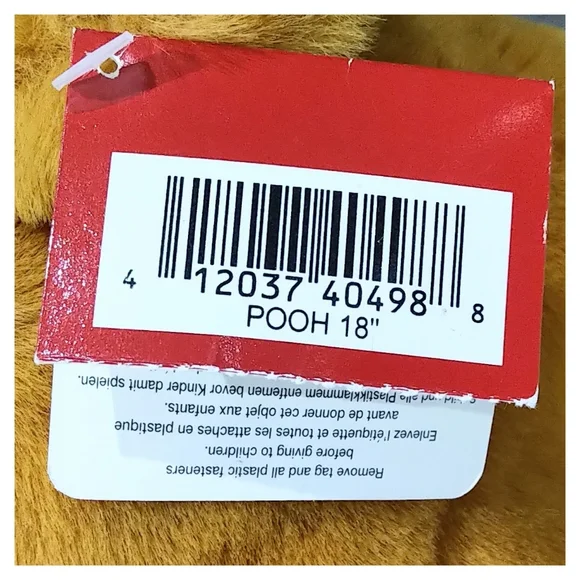 4 12037 40498 8
POOH 18"
Remove tag and all plastic fasteners
before giving to children.
Enlevez l'étiquette et toutes les attaches en plastique
avant de donner cet objet aux enfants.
und alle Plastikklammern entfernen bevor Kinder damit spielen.